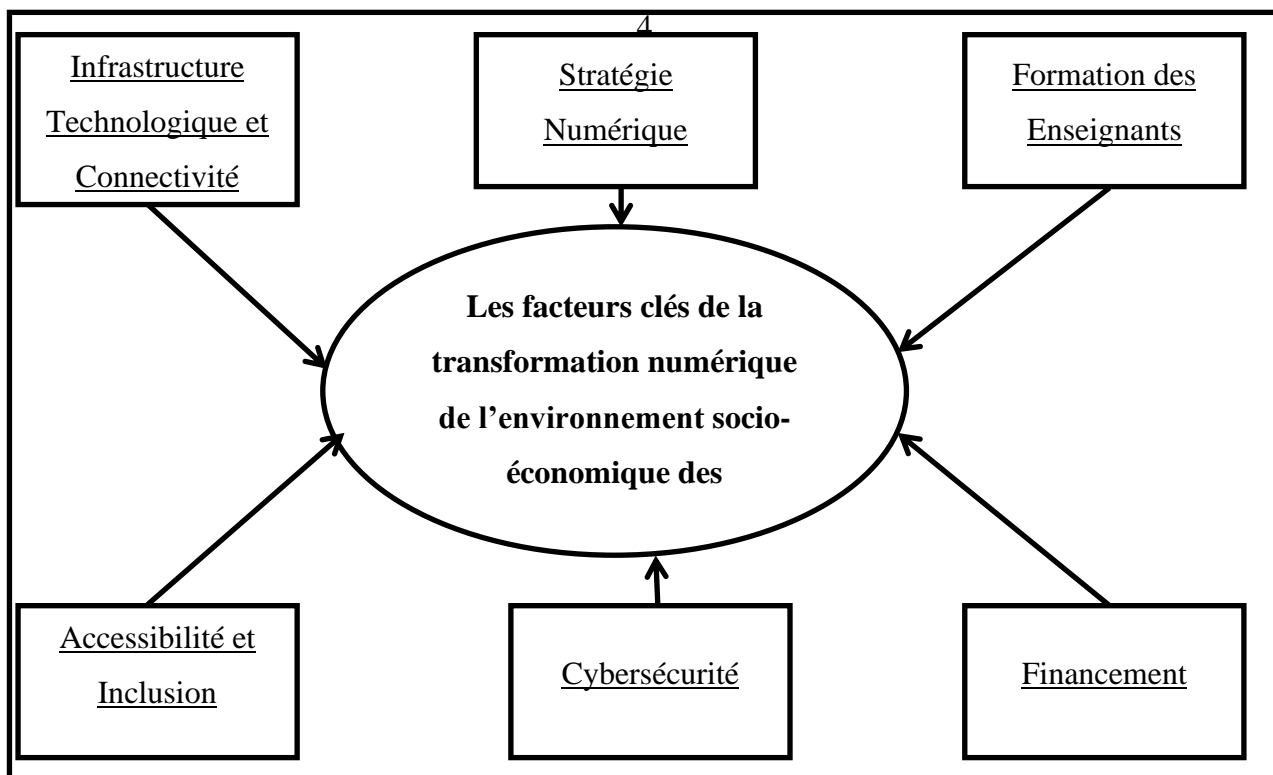 4
Infrastructure
Technologique et
Connectivité
Stratégie
Numérique
Formation des
Enseignants
Les facteurs clés de la
transformation numérique
de l’environnement socio-
économique des
Accessibilité et
Inclusion
Cybersécurité
Financement